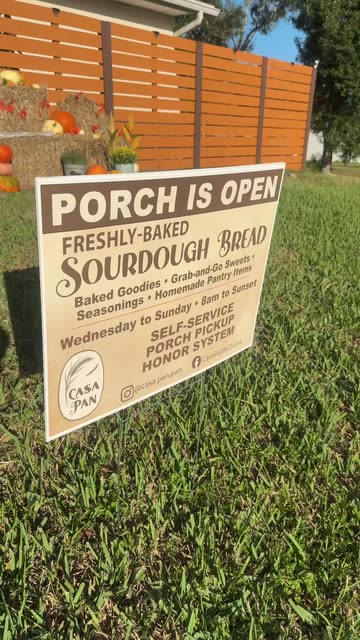 PORCH IS OPEN
FRESHLY-BAKED
SOURDOUGH BREAD
Baked Goodies • Grab-and-Go Sweets •
Seasonings • Homemade Pantry Items
Wednesday to Sunday • 8am to Sunset
SELF-SERVICE
PORCH PICKUP
HONOR SYSTEM
CASA
PAN
@casa.pan.pan